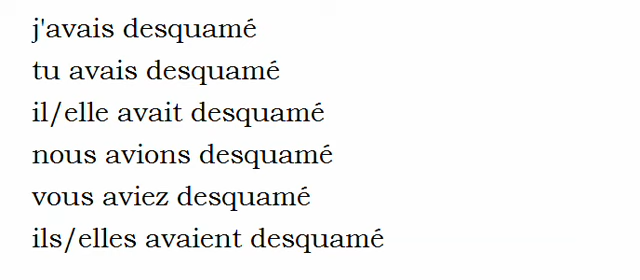 j'avais desquamé
tu avais desquamé
il/elle avait desquamé
nous avions desquamé
vous aviez desquamé
ils/elles avaient desquamé